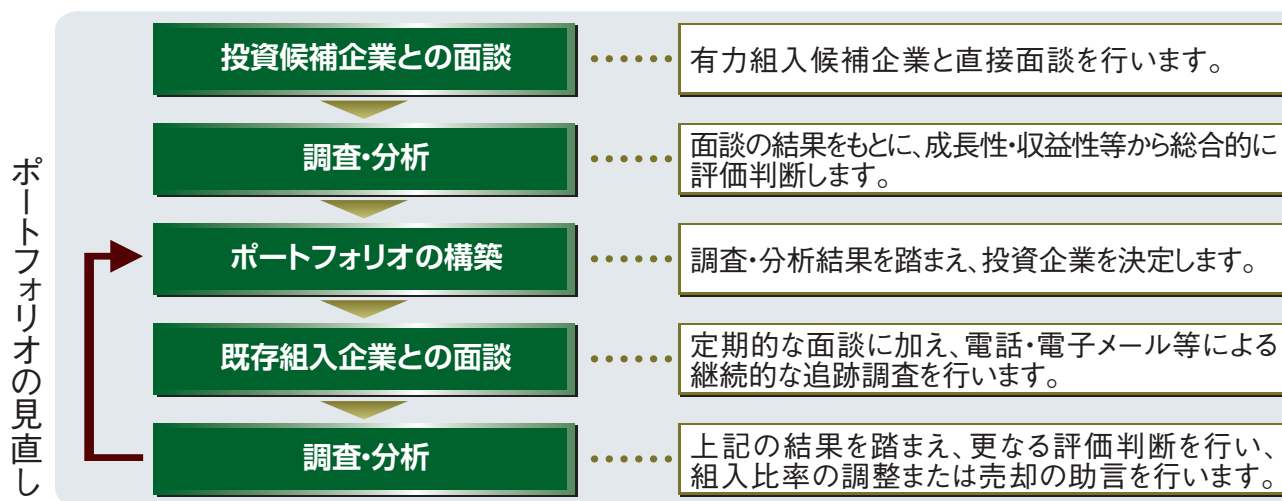 投資候補企業との面談
有力組入候補企業と直接面談を行います。
調査・分析
面談の結果をもとに、成長性・収益性等から総合的に
評価判断します。
ポートフォリオの構築
調査・分析結果を踏まえ、投資企業を決定します。
既存組入企業との面談
定期的な面談に加え、電話・電子メール等による
継続的な追跡調査を行います。
調査・分析
上記の結果を踏まえ、更なる評価判断を行い、
組入比率の調整または売却の助言を行います。
ポートフォリオの見直し